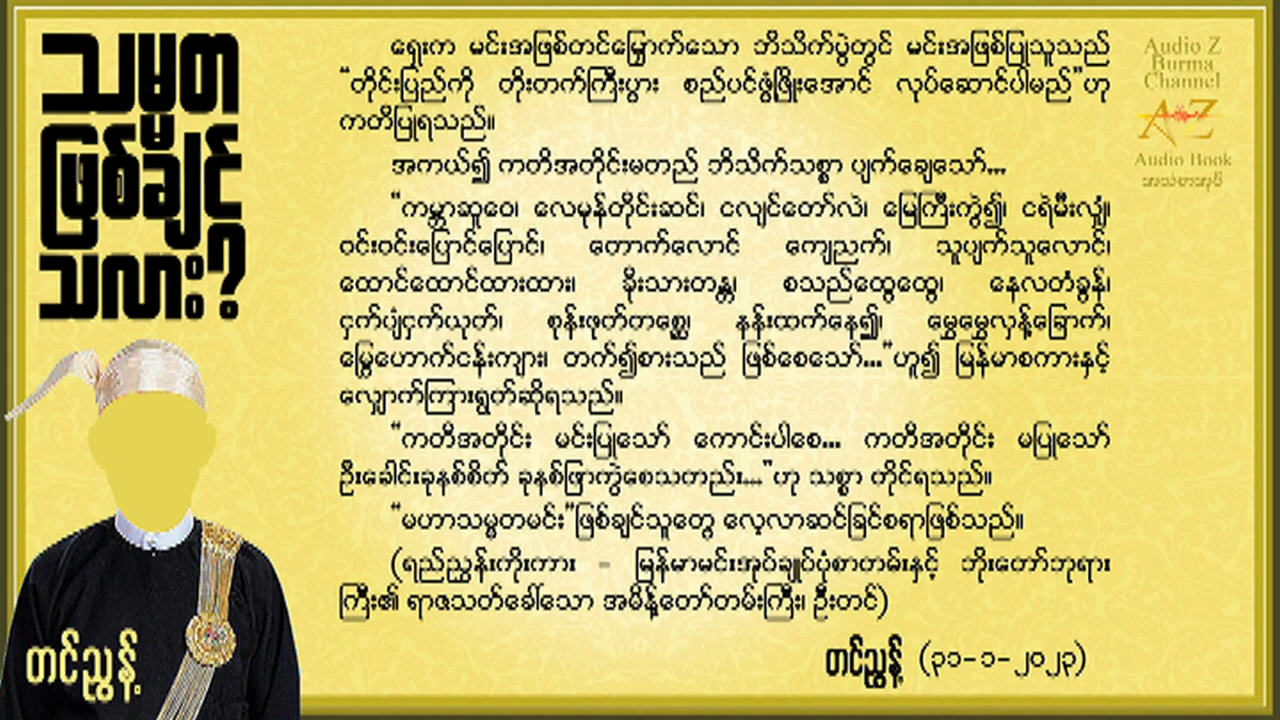 သမ္မတ
ဖြစ်ချင်
သလား?
ရှေးက မင်းအဖြစ်တင်မြှောက်သော ဘိသိက်ပွဲတွင် မင်းအဖြစ်ပြုသူသည်
“တိုင်းပြည်ကို တိုးတက်ကြီးပွား စည်ပင်ဖွံ့ဖြိုးအောင် လုပ်ဆောင်ပါမည်”ဟု
ကတိပြုရသည်။
အကယ်၍ ကတိအတိုင်းမတည် ဘိသိက်သစ္စာ ပျက်ချေသော်...
“ကမ္ဘာဆူဝေ၊ လေမုန်တိုင်းဆင်၊ ငလျင်တော်လဲ၊ မြေကြီးကွဲ၍၊ ငရဲမီးလျှံ၊
ဝင်းဝင်းပြောင်ပြောင်၊ တောက်လောင် ကျေညက်၊ သူပျက်သူလောင်၊
ထောင်ထောင်ထားထား၊ ခိုးသားတန္တု၊ စသည်ထွေထွေ၊ နေလတံခွန်၊
ငှက်ပျံငှက်ယုတ်၊ စုန်းဖုတ်တစ္ဆေ၊ နန်းထက်နေ၍၊ မွှေမွှေလှန့်ခြောက်၊
မြွေဟောက်ငန်းကျား၊ တက်၍စားသည် ဖြစ်စေသော်...”ဟူ၍ မြန်မာစကားနှင့်
လျှောက်ကြားရွတ်ဆိုရသည်။
“ကတိအတိုင်း မင်းပြုသော် ကောင်းပါစေ... ကတိအတိုင်း မပြုသော်
ဦးခေါင်းခုနစ်စိတ် ခုနစ်ဖြာကွဲစေသတည်း...”ဟု သစ္စာ တိုင်ရသည်။
“မဟာသမ္မတမင်း”ဖြစ်ချင်သူတွေ လေ့လာဆင်ခြင်စရာဖြစ်သည်။
(ရည်ညွှန်းကိုးကား - မြန်မာမင်းအုပ်ချုပ်ပုံစာတမ်းနှင့် ဘိုးတော်ဘုရား
ကြီး၏ ရာဇသတ်ခေါ်သော အမိန့်တော်တမ်းကြီး၊ ဦးတင်)
တင်ညွန့် (၃၁-၁-၂၀၂၃)
Audio Z
Burma
Channel
A Z
Audio Book
အသံစာအုပ်
တင်ညွန့်